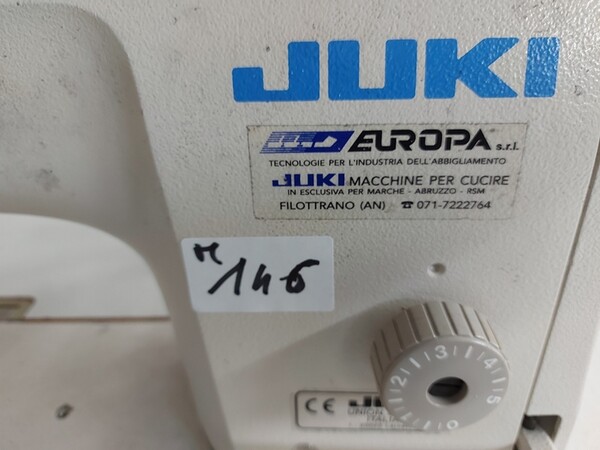 JUKI
EUROPA s.r.l.
TECNOLOGIE PER L'INDUSTRIA DELL'ABBIGLIAMENTO
JUKI MACCHINE PER CUCIRE
IN ESCLUSIVA PER MARCHE - ABRUZZO - RSM
FILOTTRANO (AN) ☎ 071-7222764
M
146
0 1 2 3 4 5
CE